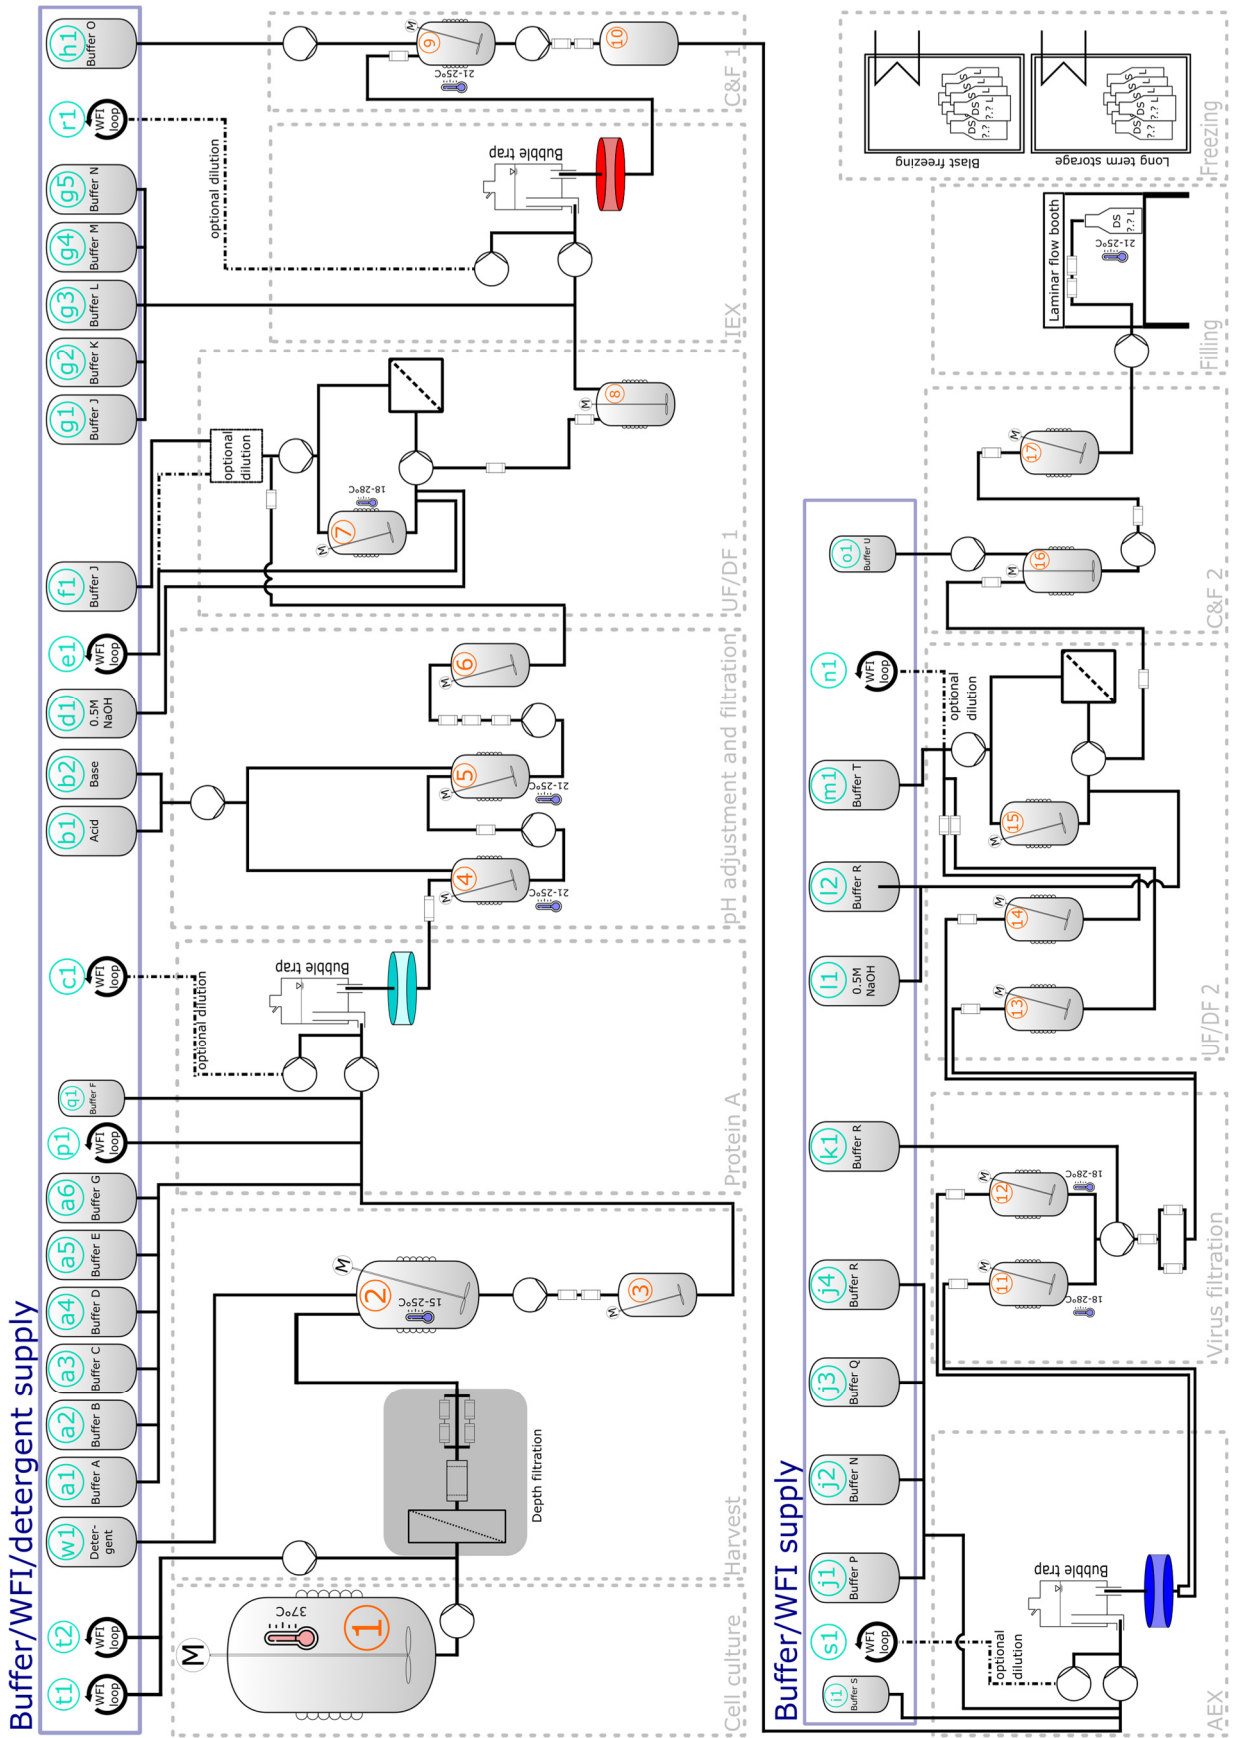 Buffer/WFI/detergent supply
t1
WFI
loop
t2
WFI
loop
w1
Deter-
gent
a1
Buffer A
a2
Buffer B
a3
Buffer C
a4
Buffer D
a5
Buffer E
a6
Buffer G
p1
WFI
loop
q1
Buffer F
c1
WFI
loop
b1
Acid
b2
Base
d1
0.5M
NaOH
e1
WFI
loop
f1
Buffer J
g1
Buffer J
g2
Buffer K
g3
Buffer L
g4
Buffer M
g5
Buffer N
r1
WFI
loop
h1
Buffer O
M
37°C
1
Cell culture
Depth filtration
M
2
15-25°C
M
3
Harvest
optional dilution
Bubble trap
Protein A
M
4
21-25°C
M
5
21-25°C
M
6
pH adjustment and filtration
optional
dilution
M
7
18-28°C
M
8
UF/DF 1
optional dilution
Bubble trap
IEX
M
9
21-25°C
10
C&F 1
Buffer/WFI supply
i1
Buffer S
s1
WFI
loop
j1
Buffer P
j2
Buffer N
j3
Buffer Q
j4
Buffer R
k1
Buffer R
l1
0.5M
NaOH
l2
Buffer R
m1
Buffer T
n1
WFI
loop
o1
Buffer U
optional
dilution
Bubble trap
AEX
M
11
18-28°C
M
12
18-28°C
Virus filtration
M
13
M
14
M
15
optional
dilution
UF/DF 2
M
16
M
17
C&F 2
Laminar flow booth
21-25°C
DS
?.? L
Filling
Blast freezing
S
L
DS
S
L
DS
?.?
?.? L
Long term storage
S
L
DS
S
L
DS
?.?
?.? L
Freezing